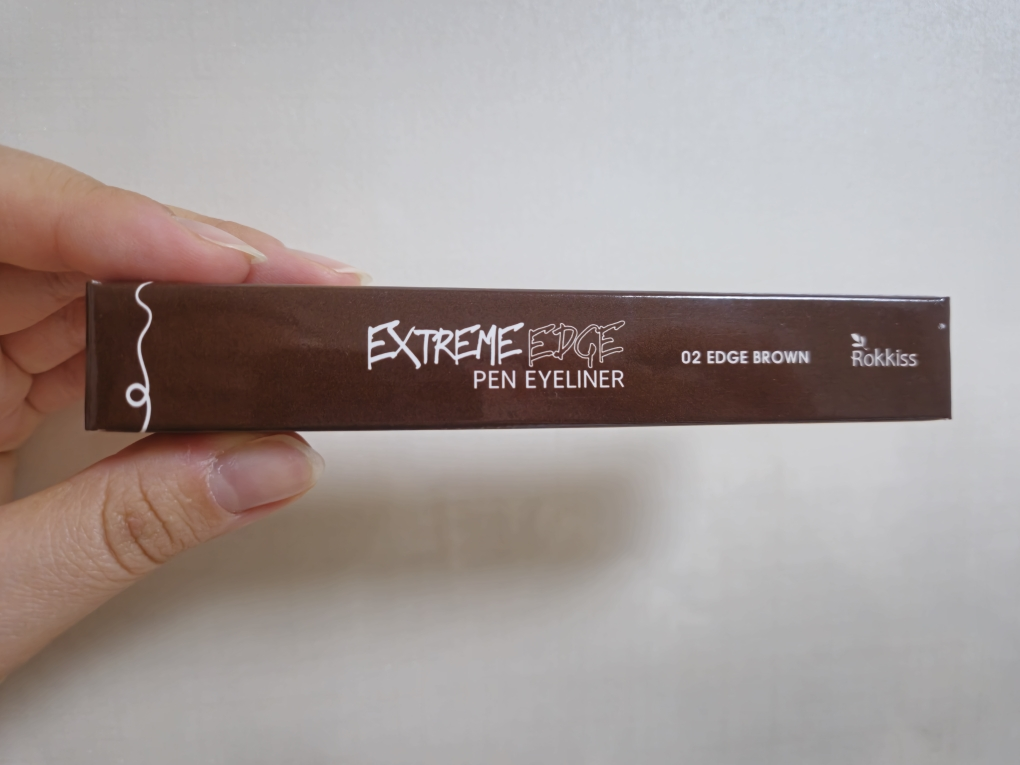 EXTREME EDGE
PEN EYELINER
02 EDGE BROWN
Rokkiss